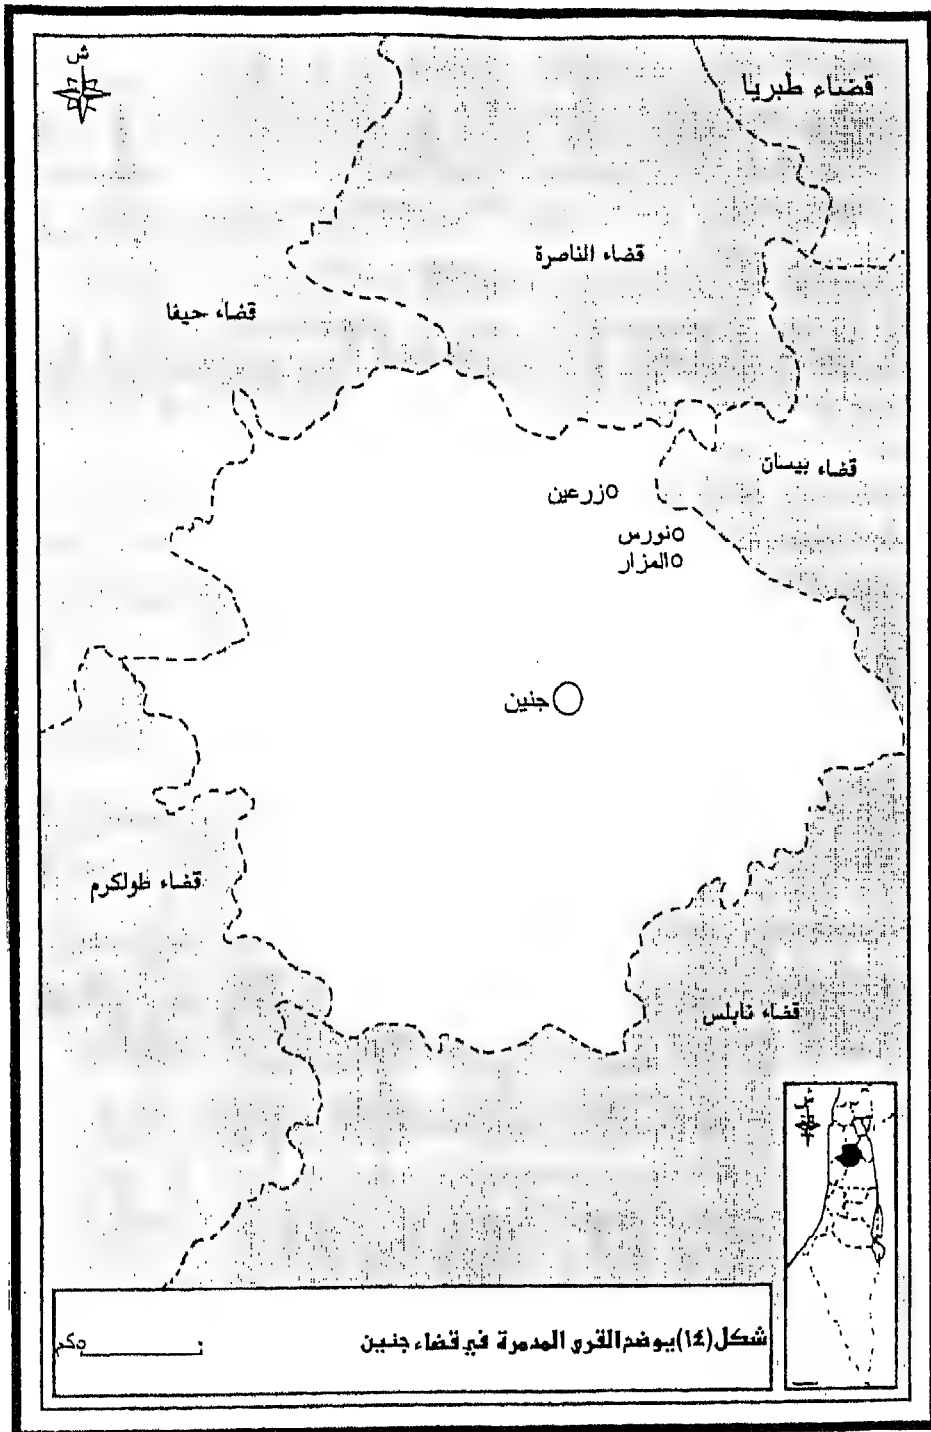 ش
قضاء طبريا
قضاء الناصرة
قضاء حيفا
قضاء بيسان
زرعين
نورس
المزار
جنين
قضاء طولكرم
قضاء نابلس
ش
شكل (١٤) يوضح القرى المدمرة في قضاء جنين
٠ ٥كم